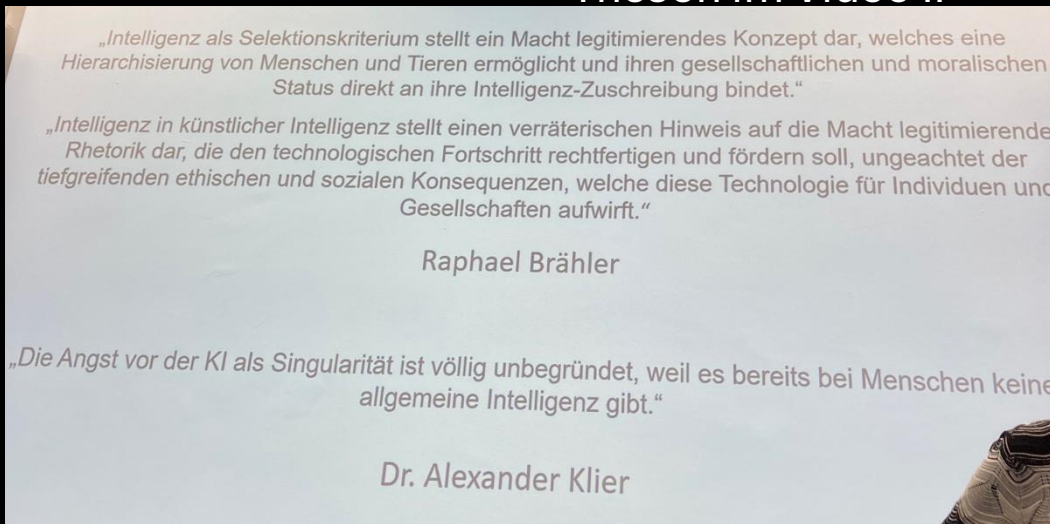 „Intelligenz als Selektionskriterium stellt ein Macht legitimierendes Konzept dar, welches eine
Hierarchisierung von Menschen und Tieren ermöglicht und ihren gesellschaftlichen und moralischen
Status direkt an ihre Intelligenz-Zuschreibung bindet.“
„Intelligenz in künstlicher Intelligenz stellt einen verräterischen Hinweis auf die Macht legitimierende
Rhetorik dar, die den technologischen Fortschritt rechtfertigen und fördern soll, ungeachtet der
tiefgreifenden ethischen und sozialen Konsequenzen, welche diese Technologie für Individuen und
Gesellschaften aufwirft.“
Raphael Brähler
„Die Angst vor der KI als Singularität ist völlig unbegründet, weil es bereits bei Menschen keine
allgemeine Intelligenz gibt.“
Dr. Alexander Klier